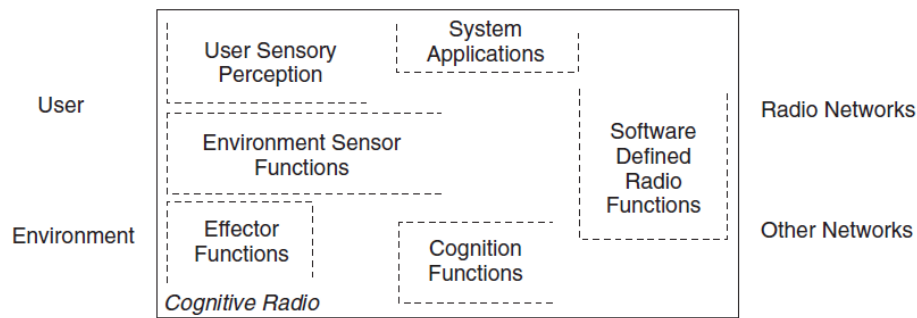 User Sensory
Perception
System
Applications
User
Radio Networks
Environment Sensor
Functions
Software
Defined
Radio
Functions
Environment
Effector
Functions
Cognition
Functions
Other Networks
Cognitive Radio